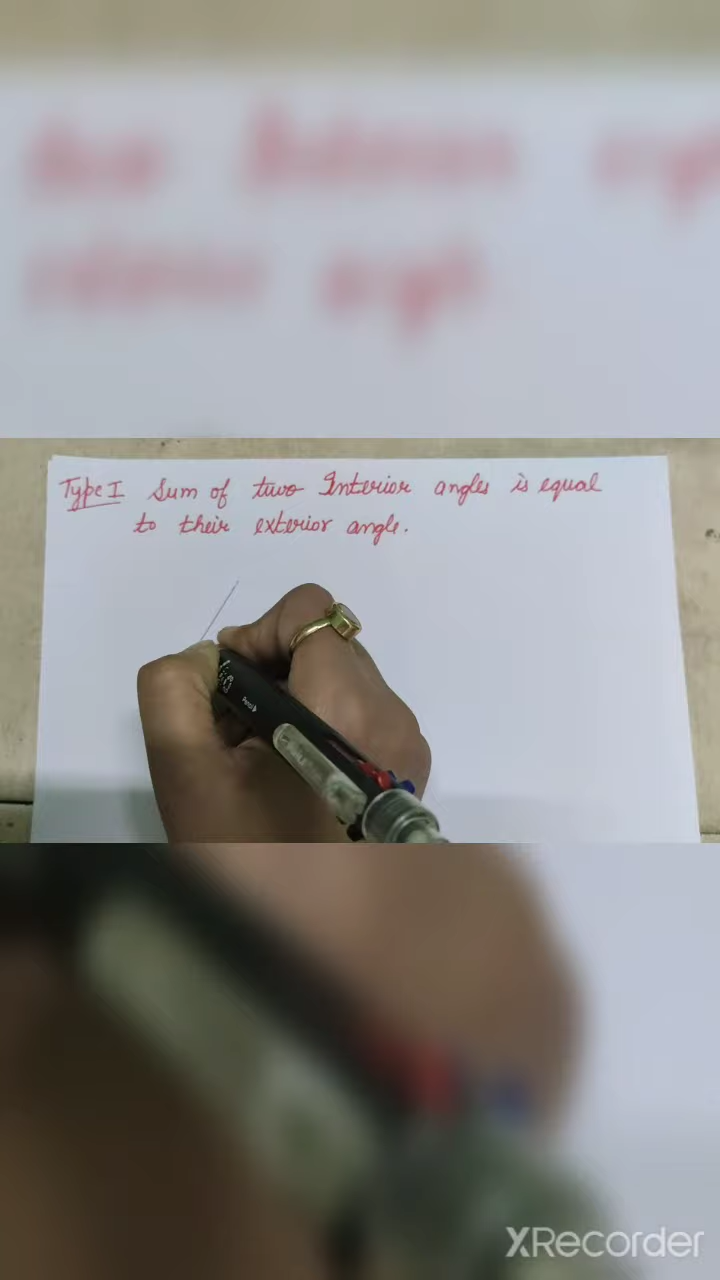 Type I Sum of two Interior angles is equal
to their exterior angle.
XRecorder